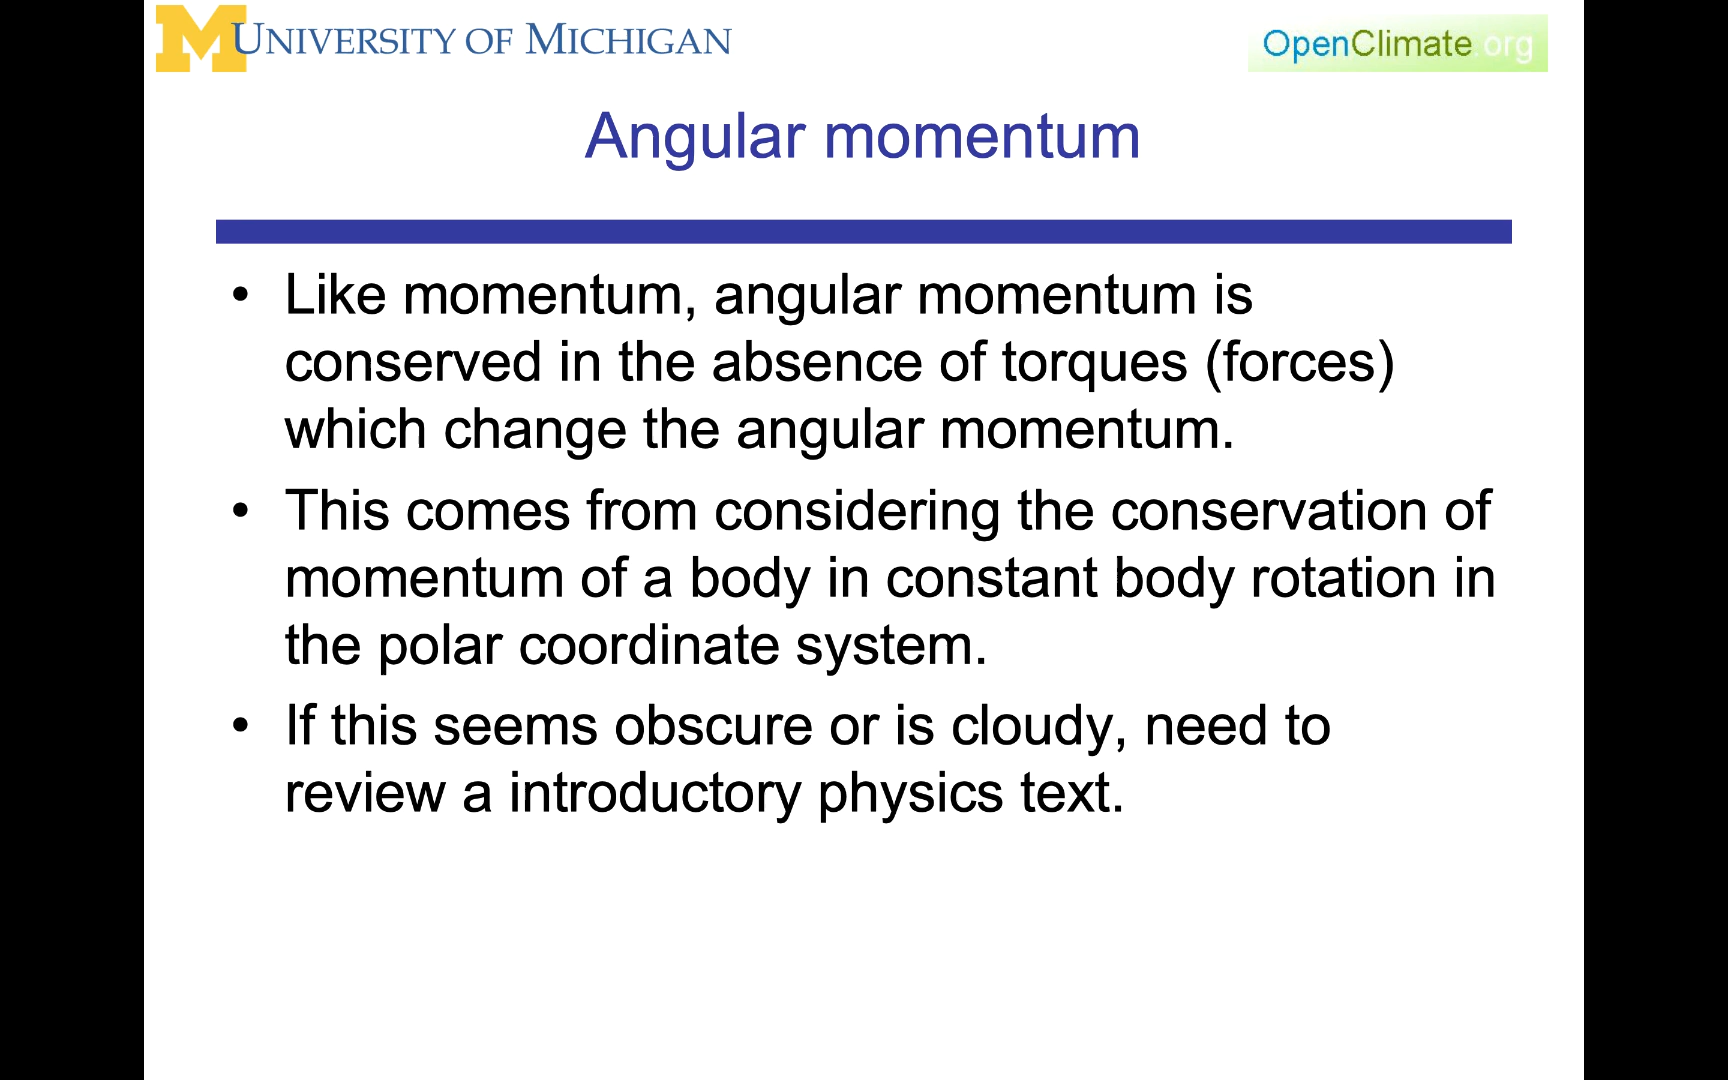 M UNIVERSITY OF MICHIGAN
OpenClimate.org
Angular momentum
• Like momentum, angular momentum is
conserved in the absence of torques (forces)
which change the angular momentum.
• This comes from considering the conservation of
momentum of a body in constant body rotation in
the polar coordinate system.
• If this seems obscure or is cloudy, need to
review a introductory physics text.